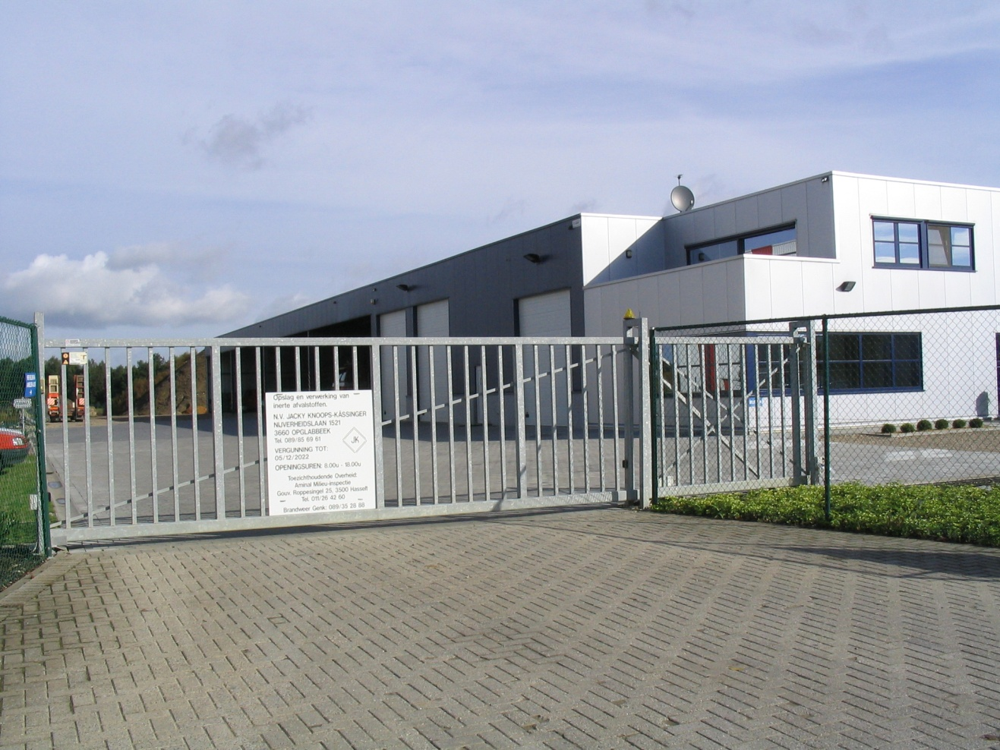 Opslag en verwerking van
inerte afvalstoffen.
N.V. JACKY KNOOPS-KÄSSINGER
NIJVERHEIDSLAAN 1521
3660 OPGLABBEEK
Tel. 089/85 69 61
VERGUNNING TOT:
05/12/2022
JK
OPENINGSUREN: 8.00u - 18.00u
Toezichthoudende Overheid:
Aminal Milieu-inspectie
Gouv. Roppesingel 25, 3500 Hasselt
Tel. 011/26 42 60
Brandweer Genk: 089/35 28 88